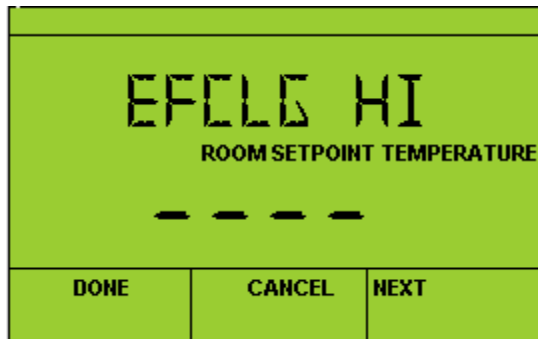 EFCLG HI
ROOM SETPOINT TEMPERATURE
----
DONE CANCEL NEXT